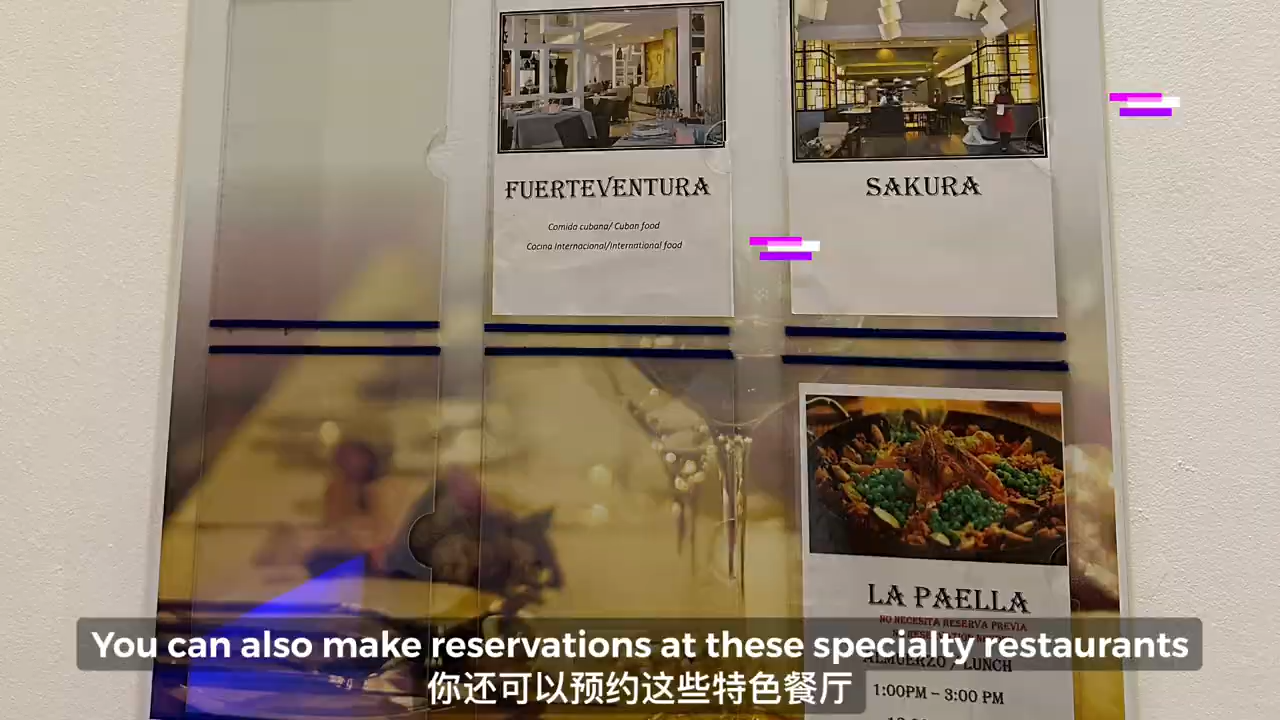 FUERTEVENTURA
Comida cubana/ Cuban food
Cocina Internacional/International food
SAKURA
LA PAELLA
NO NECESITA RESERVA PREVIA
ALMUERZO / LUNCH
1:00PM – 3:00 PM
You can also make reservations at these specialty restaurants
你还可以预约这些特色餐厅